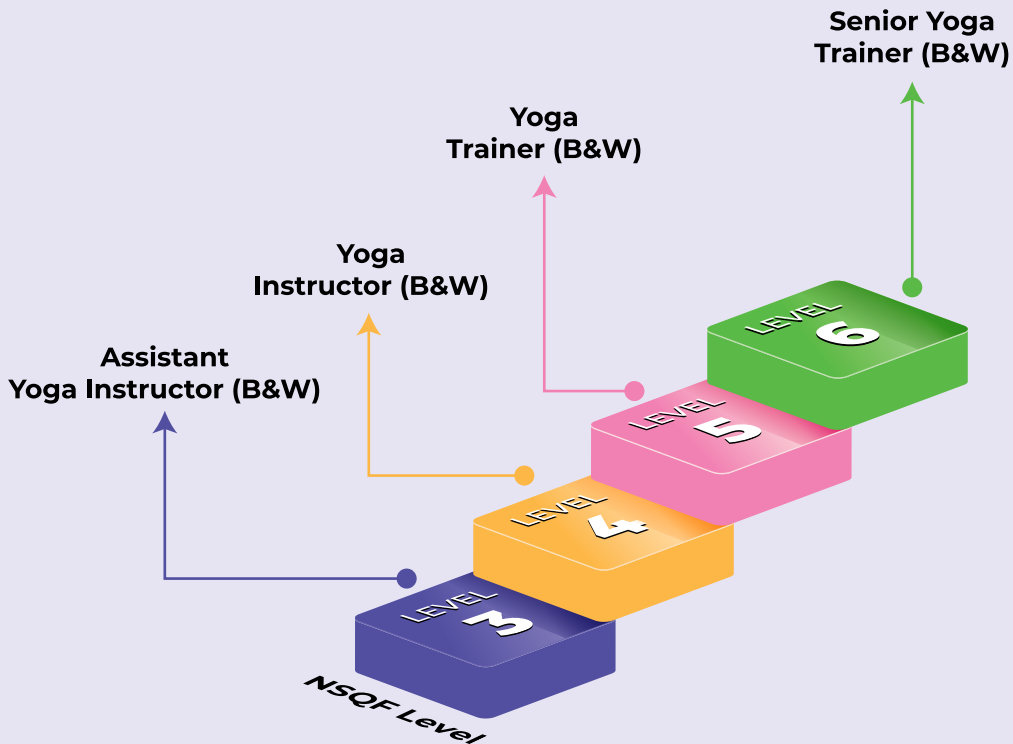 Senior Yoga
Trainer (B&W)
Yoga
Trainer (B&W)
Yoga
Instructor (B&W)
Assistant
Yoga Instructor (B&W)
LEVEL
6
LEVEL
5
LEVEL
4
LEVEL
3
NSQF Level